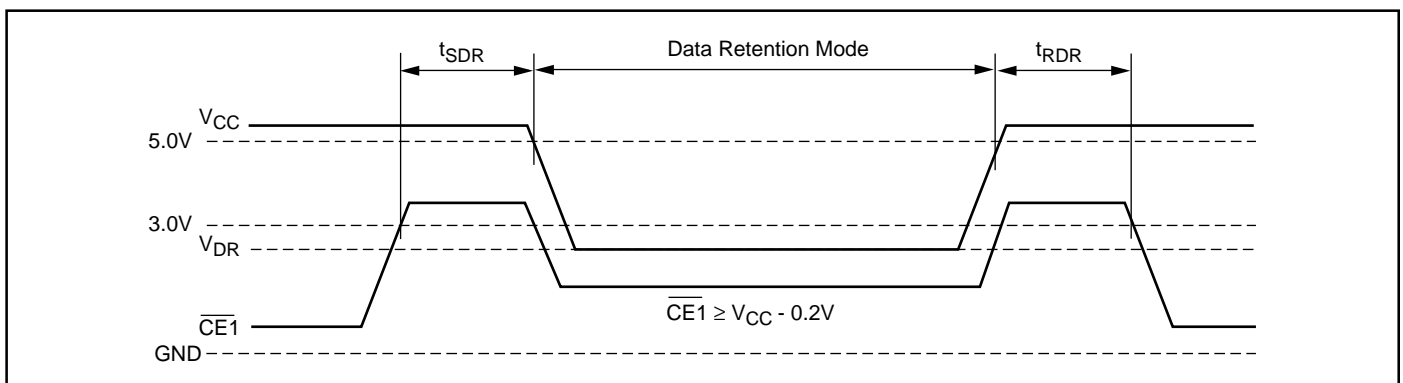 tSDR Data Retention Mode tRDR
VCC
5.0V
3.0V
VDR
CE1 ≥ VCC - 0.2V
CE1
GND